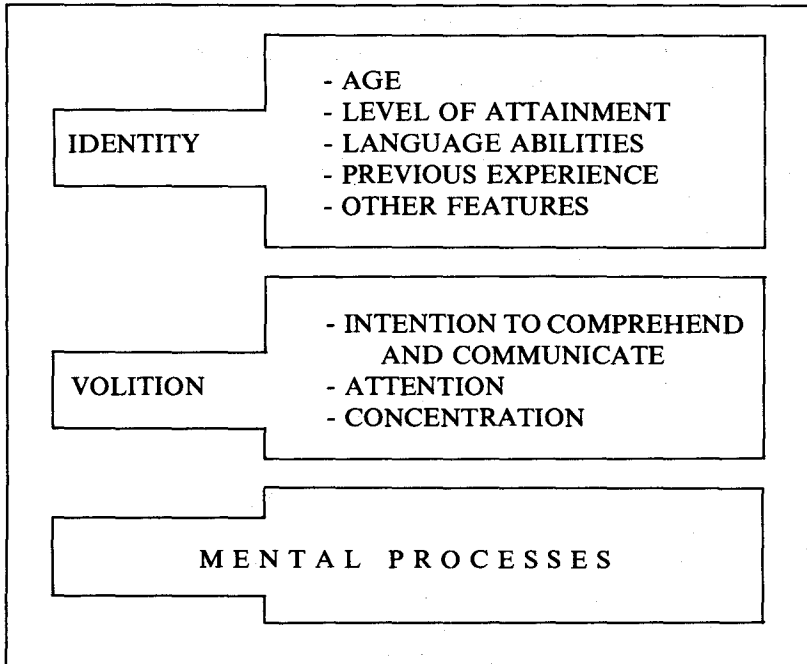 - AGE
- LEVEL OF ATTAINMENT
IDENTITY
- LANGUAGE ABILITIES
- PREVIOUS EXPERIENCE
- OTHER FEATURES
- INTENTION TO COMPREHEND
AND COMMUNICATE
VOLITION
- ATTENTION
- CONCENTRATION
MENTAL PROCESSES